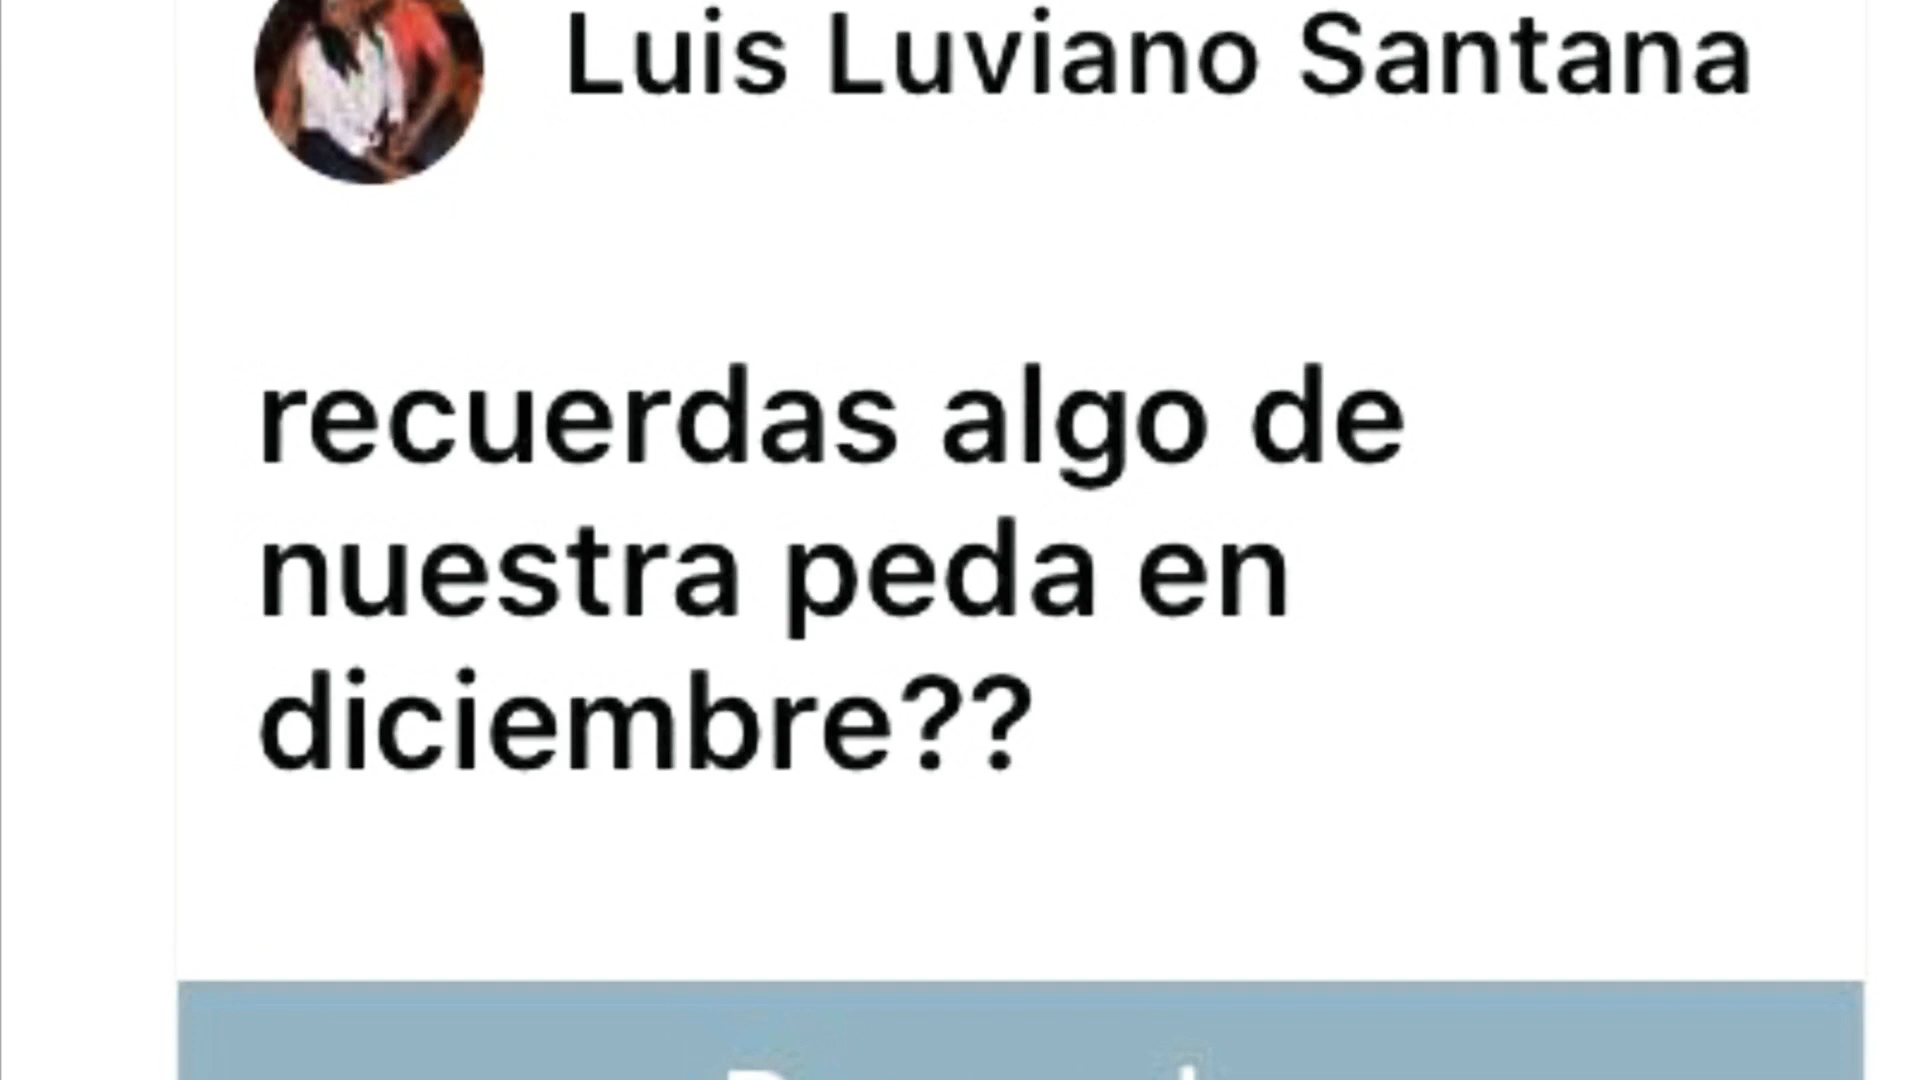 Luis Luviano Santana
recuerdas algo de
nuestra peda en
diciembre??